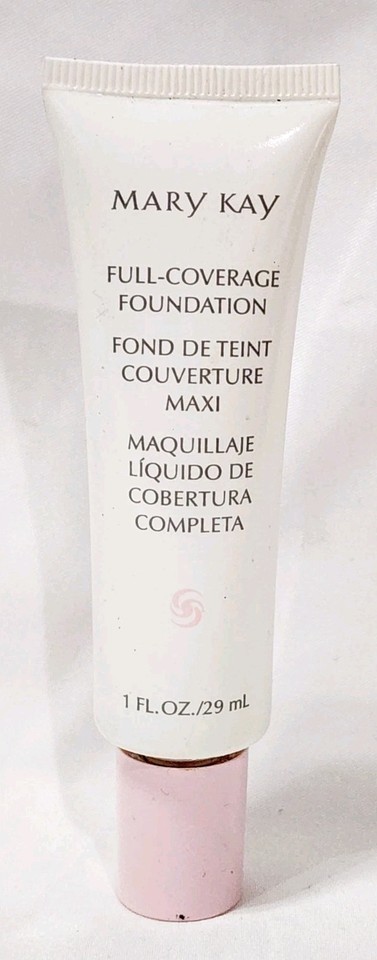 MARY KAY
FULL-COVERAGE
FOUNDATION
FOND DE TEINT
COUVERTURE
MAXI
MAQUILLAJE
LÍQUIDO DE
COBERTURA
COMPLETA
1 FL.OZ./29 mL